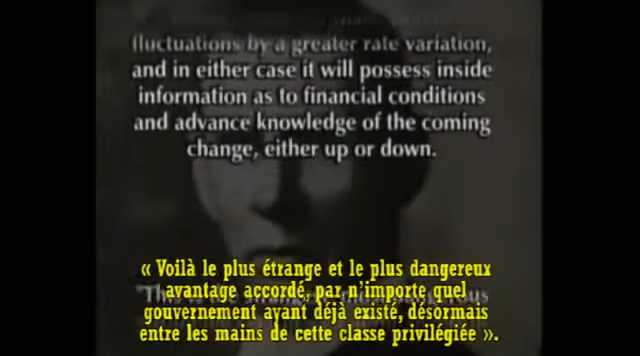 fluctuations by a greater rate variation,
and in either case it will possess inside
information as to financial conditions
and advance knowledge of the coming
change, either up or down.
« Voilà le plus étrange et le plus dangereux
avantage accordé, par n'importe quel
gouvernement ayant déjà existé, désormais
entre les mains de cette classe privilégiée ».